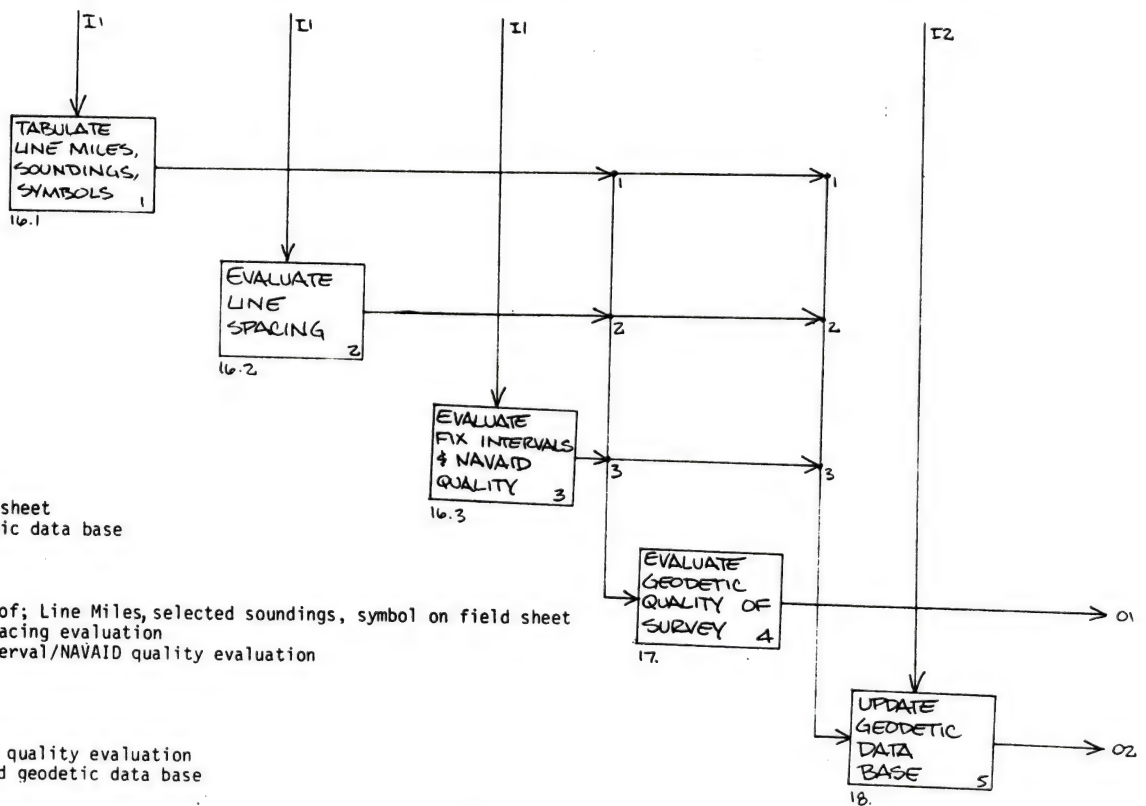 I1
I1
I1
I2
TABULATE
LINE MILES,
SOUNDINGS,
SYMBOLS
1
16.1
1
1
EVALUATE
LINE
SPACING
2
16.2
2
2
EVALUATE
FIX INTERVALS
& NAVAID
QUALITY
3
16.3
3
3
sheet
ic data base
of; Line Miles, selected soundings, symbol on field sheet
acing evaluation
erval/NAVAID quality evaluation
EVALUATE
GEODETIC
QUALITY OF
SURVEY
4
17.
O1
quality evaluation
d geodetic data base
UPDATE
GEODETIC
DATA
BASE
5
18.
O2